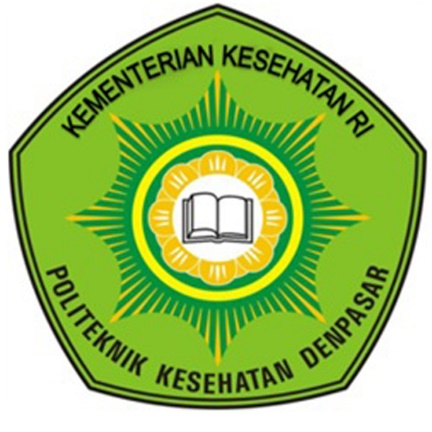 KEMENTERIAN KESEHATAN RI
POLITEKNIK KESEHATAN DENPASAR